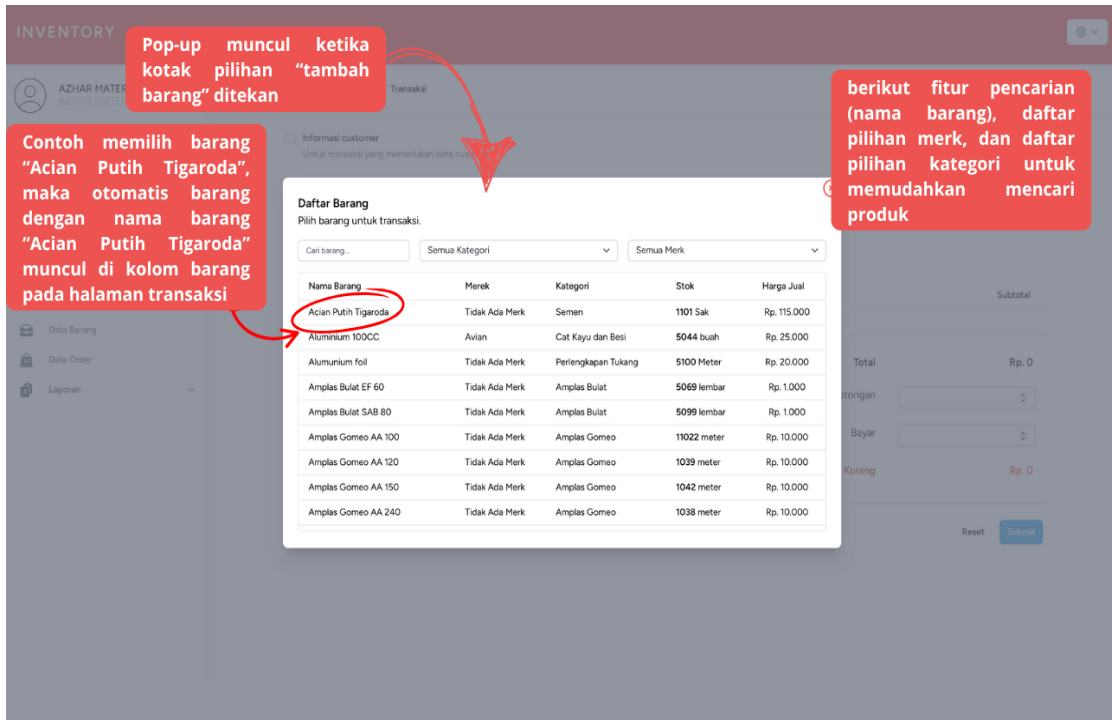 INVENTORY
Pop-up muncul ketika
kotak pilihan “tambah
barang” ditekan
AZHAR MATER
AZHAR MATER
Transaksi
berikut fitur pencarian
(nama barang), daftar
pilihan merk, dan daftar
pilihan kategori untuk
memudahkan mencari
produk
Contoh memilih barang
“Acian Putih Tigaroda”,
maka otomatis barang
dengan nama barang
“Acian Putih Tigaroda”
muncul di kolom barang
pada halaman transaksi
Informasi customer
Untuk transaksi yang memerlukan data
Daftar Barang
Pilih barang untuk transaksi.
Cari barang... Semua Kategori Semua Merk
Nama Barang Merek Kategori Stok Harga Jual
Acian Putih Tigaroda Tidak Ada Merk Semen 1101 Sak Rp. 115.000
Aluminium 100CC Avian Cat Kayu dan Besi 5044 buah Rp. 25.000
Alumunium foil Tidak Ada Merk Perlengkapan Tukang 5100 Meter Rp. 20.000
Amplas Bulat EF 60 Tidak Ada Merk Amplas Bulat 5069 lembar Rp. 1.000
Amplas Bulat SAB 80 Tidak Ada Merk Amplas Bulat 5099 lembar Rp. 1.000
Amplas Gomeo AA 100 Tidak Ada Merk Amplas Gomeo 11022 meter Rp. 10.000
Amplas Gomeo AA 120 Tidak Ada Merk Amplas Gomeo 1039 meter Rp. 10.000
Amplas Gomeo AA 150 Tidak Ada Merk Amplas Gomeo 1042 meter Rp. 10.000
Amplas Gomeo AA 240 Tidak Ada Merk Amplas Gomeo 1038 meter Rp. 10.000
Data Barang
Data Order
Laporan
Subtotal
Total Rp. 0
otongan
Bayar
Kurang Rp. 0
Reset Submit